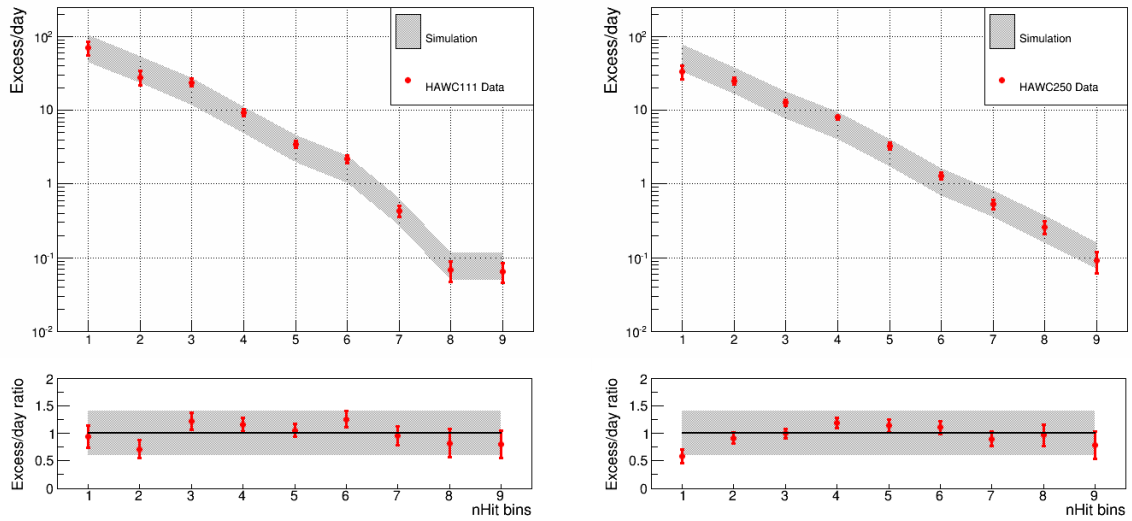 Excess/day
10²
10
1
10⁻¹
10⁻²
Simulation
HAWC111 Data
1 2 3 4 5 6 7 8 9
Excess/day ratio
2
1.5
1
0.5
0
1 2 3 4 5 6 7 8 9
nHit bins
Excess/day
10²
10
1
10⁻¹
10⁻²
Simulation
HAWC250 Data
1 2 3 4 5 6 7 8 9
Excess/day ratio
2
1.5
1
0.5
0
1 2 3 4 5 6 7 8 9
nHit bins